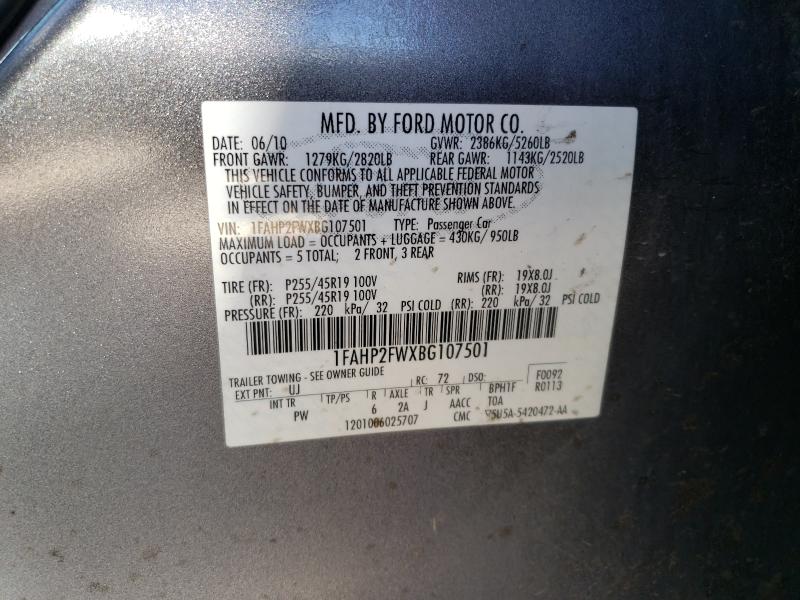 MFD. BY FORD MOTOR CO.
DATE: 06/10 GVWR: 2386KG/5260LB
FRONT GAWR: 1279KG/2820LB REAR GAWR: 1143KG/2520LB
THIS VEHICLE CONFORMS TO ALL APPLICABLE FEDERAL MOTOR
VEHICLE SAFETY, BUMPER, AND THEFT PREVENTION STANDARDS
IN EFFECT ON THE DATE OF MANUFACTURE SHOWN ABOVE.
VIN: 1FAHP2FWXBG107501 TYPE: Passenger Car
MAXIMUM LOAD = OCCUPANTS + LUGGAGE = 430KG/950LB
OCCUPANTS = 5 TOTAL; 2 FRONT, 3 REAR
TIRE (FR): P255/45R19 100V RIMS (FR): 19X8.0J
(RR): P255/45R19 100V (RR): 19X8.0J
PRESSURE (FR): 220 kPa/ 32 PSI COLD (RR): 220 kPa/ 32 PSI COLD
1FAHP2FWXBG107501
TRAILER TOWING - SEE OWNER GUIDE
EXT PNT: UJ RC: 72 DSO: F0092
R0113
INT TR TP/PS R AXLE TR SPR BPH1F
PW 6 2A J AACC TOA
1201006025707 CMC 5U5A-5420472-AA